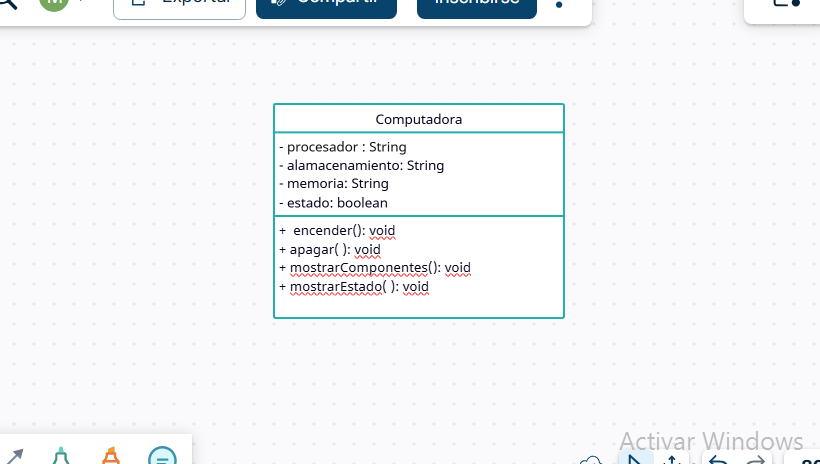 M
Exportar
Compartir
Inscribirse
Computadora
- procesador : String
- alamacenamiento: String
- memoria: String
- estado: boolean
+ encender(): void
+ apagar( ): void
+ mostrarComponentes(): void
+ mostrarEstado( ): void
Activar Windows